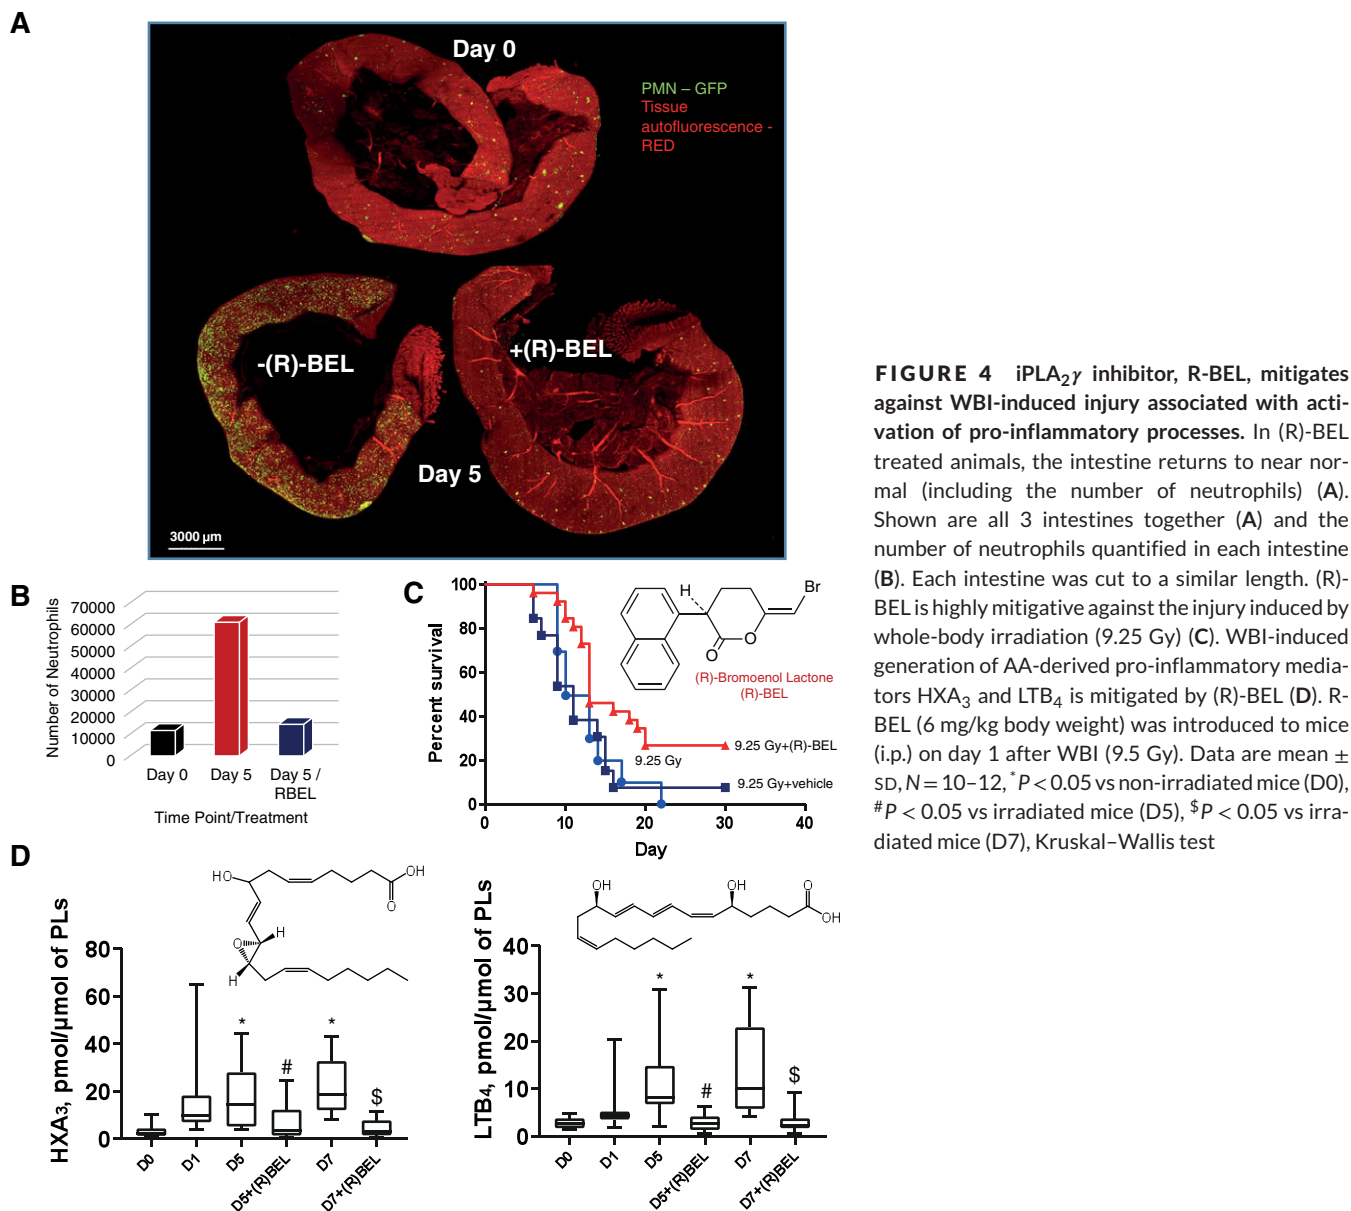 A
Day 0
PMN – GFP
Tissue
autofluorescence -
RED
-(R)-BEL
+(R)-BEL
Day 5
3000 µm
B
Number of Neutrophils
70000
60000
50000
40000
30000
20000
10000
0
Day 0
Day 5
Day 5 /
RBEL
Time Point/Treatment
C
Percent survival
100
80
60
40
20
0
0
10
20
30
40
Day
H
Br
O
O
(R)-Bromoenol Lactone
(R)-BEL
9.25 Gy+(R)-BEL
9.25 Gy
9.25 Gy+vehicle
D
HXA3, pmol/µmol of PLs
80
60
40
20
0
HO
OH
O
O
H
H
*
#
*
$
D0
D1
D5
D5+(R)BEL
D7
D7+(R)BEL
LTB4, pmol/µmol of PLs
40
30
20
10
0
OH
OH
O
OH
*
#
*
$
D0
D1
D5
D5+(R)BEL
D7
D7+(R)BEL
FIGURE 4 iPLA2γ inhibitor, R-BEL, mitigates
against WBI-induced injury associated with acti-
vation of pro-inflammatory processes. In (R)-BEL
treated animals, the intestine returns to near nor-
mal (including the number of neutrophils) (A).
Shown are all 3 intestines together (A) and the
number of neutrophils quantified in each intestine
(B). Each intestine was cut to a similar length. (R)-
BEL is highly mitigative against the injury induced by
whole-body irradiation (9.25 Gy) (C). WBI-induced
generation of AA-derived pro-inflammatory media-
tors HXA3 and LTB4 is mitigated by (R)-BEL (D). R-
BEL (6 mg/kg body weight) was introduced to mice
(i.p.) on day 1 after WBI (9.5 Gy). Data are mean ±
SD, N = 10–12, *P < 0.05 vs non-irradiated mice (D0),
#P < 0.05 vs irradiated mice (D5), $P < 0.05 vs irra-
diated mice (D7), Kruskal–Wallis test